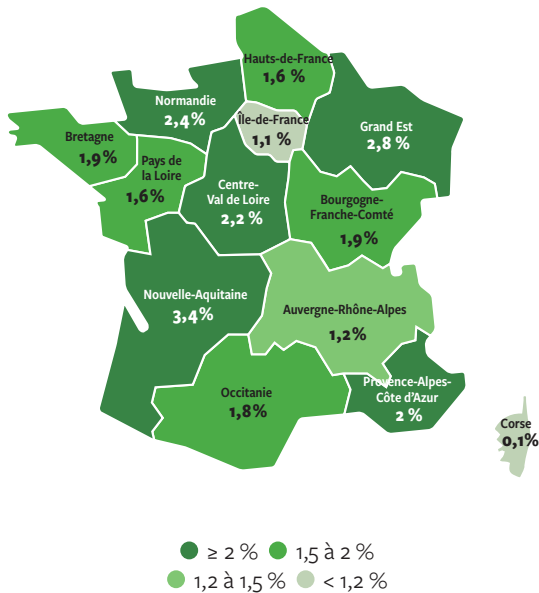 Hauts-de-France
1,6 %
Normandie
2,4 %
Île-de-France
1,1 %
Grand Est
2,8 %
Bretagne
1,9 %
Pays de
la Loire
1,6 %
Centre-
Val de Loire
2,2 %
Bourgogne-
Franche-Comté
1,9 %
Nouvelle-Aquitaine
3,4 %
Auvergne-Rhône-Alpes
1,2%
Occitanie
1,8%
Provence-Alpes-
Côte d'Azur
2 %
Corse
0,1%
≥ 2 % 1,5 à 2 %
1,2 à 1,5 % < 1,2 %